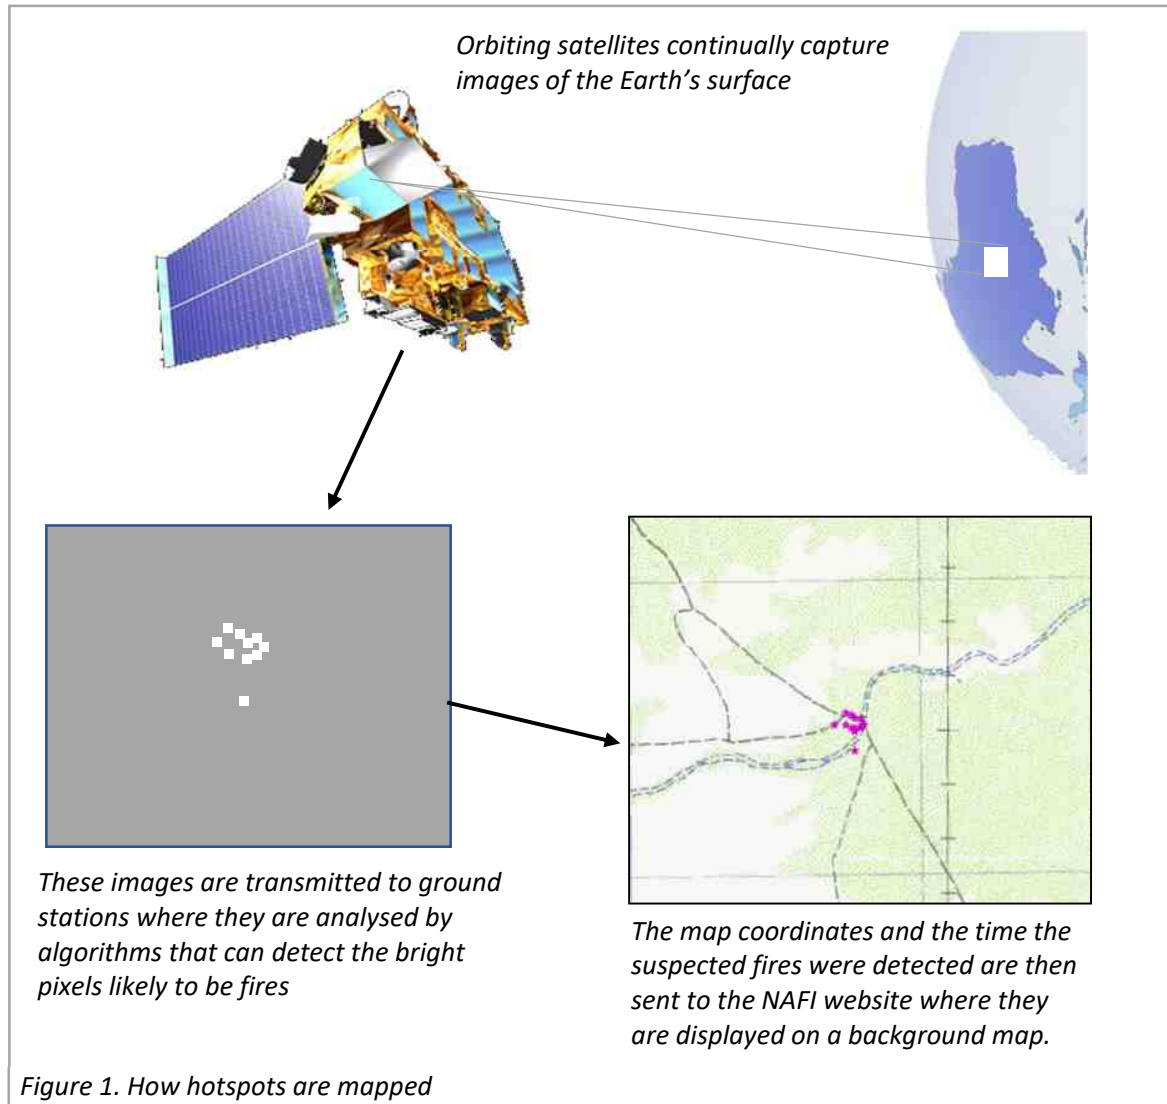 Orbiting satellites continually capture
images of the Earth’s surface
These images are transmitted to ground
stations where they are analysed by
algorithms that can detect the bright
pixels likely to be fires
The map coordinates and the time the
suspected fires were detected are then
sent to the NAFI website where they
are displayed on a background map.
Figure 1. How hotspots are mapped